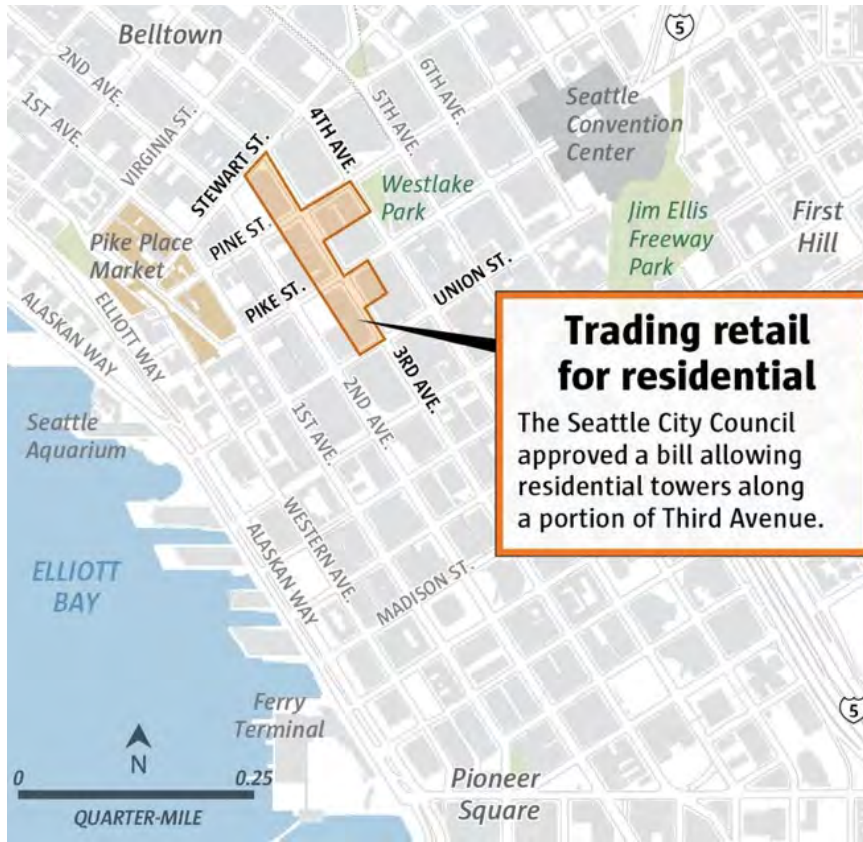 Belltown
5
2ND AVE.
1ST AVE.
VIRGINIA ST.
STEWART ST.
4TH AVE.
5TH AVE.
6TH AVE.
Seattle
Convention
Center
Westlake
Park
Pike Place
Market
PINE ST.
PIKE ST.
UNION ST.
Jim Ellis
Freeway
Park
First
Hill
ALASKAN WAY
ELLIOTT WAY
3RD AVE.
2ND AVE.
1ST AVE.
Trading retail
for residential
The Seattle City Council
approved a bill allowing
residential towers along
a portion of Third Avenue.
Seattle
Aquarium
WESTERN AVE.
ALASKAN WAY
ELLIOTT
BAY
MADISON ST.
Ferry
Terminal
5
N
0
0.25
QUARTER-MILE
Pioneer
Square